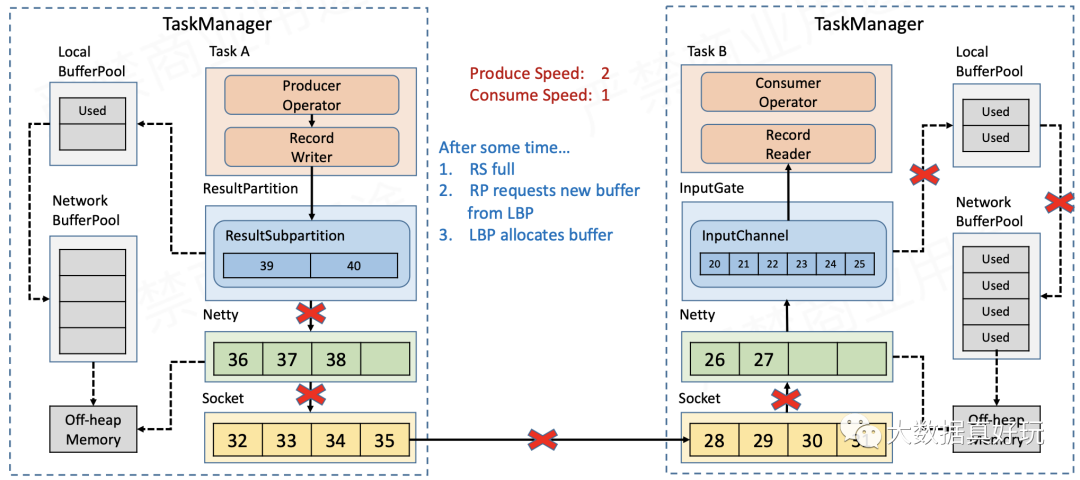 TaskManager
Local
BufferPool
Used
Network
BufferPool
Off-heap
Memory
Task A
Producer
Operator
Record
Writer
ResultPartition
ResultSubpartition
39 40
Netty
36 37 38
Socket
32 33 34 35
Produce Speed: 2
Consume Speed: 1
After some time…
1. RS full
2. RP requests new buffer
from LBP
3. LBP allocates buffer
TaskManager
Task B
Consumer
Operator
Record
Reader
InputGate
InputChannel
20 21 22 23 24 25
Netty
26 27
Socket
28 29 30
Local
BufferPool
Used
Used
Network
BufferPool
Used
Used
Used
Used
Off-heap
Memory
大数据真好玩